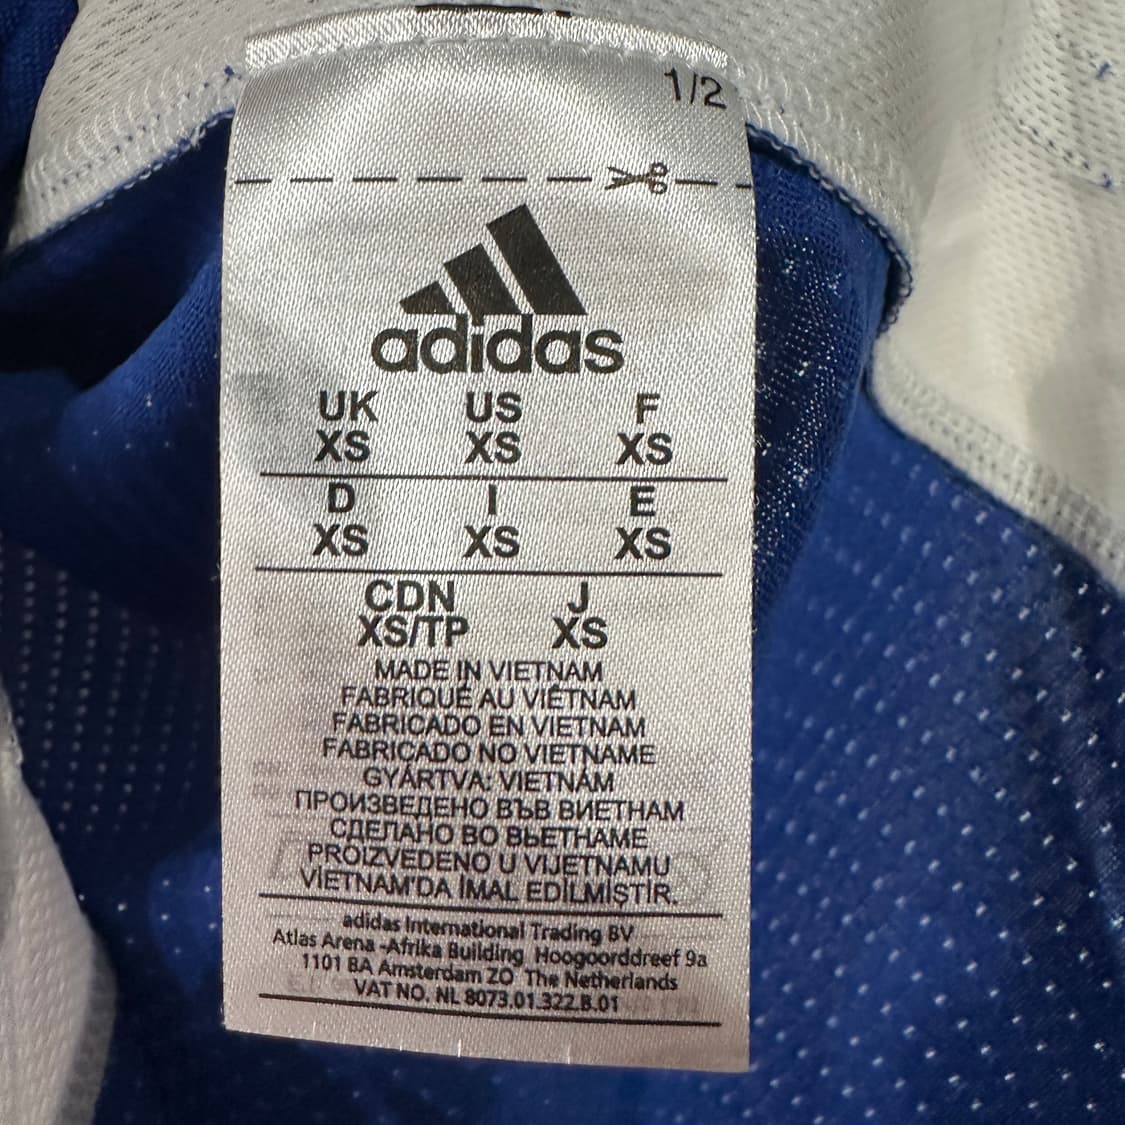 1/2
adidas
UK US F
XS XS XS
D I E
XS XS XS
CDN J
XS/TP XS
MADE IN VIETNAM
FABRIQUÉ AU VIÊTNAM
FABRICADO EN VIETNAM
FABRICADO NO VIETNAME
GYÁRTVA: VIETNÁM
ПРОИЗВЕДЕНО ВЪВ ВИЕТНАМ
СДЕЛАНО ВО ВЬЕТНАМЕ
PROIZVEDENO U VIJETNAMU
VİETNAM'DA İMAL EDİLMİŞTİR.
adidas International Trading BV
Atlas Arena -Afrika Building Hoogoorddreef 9a
1101 BA Amsterdam ZO The Netherlands
VAT NO. NL 8073.01.322.B.01